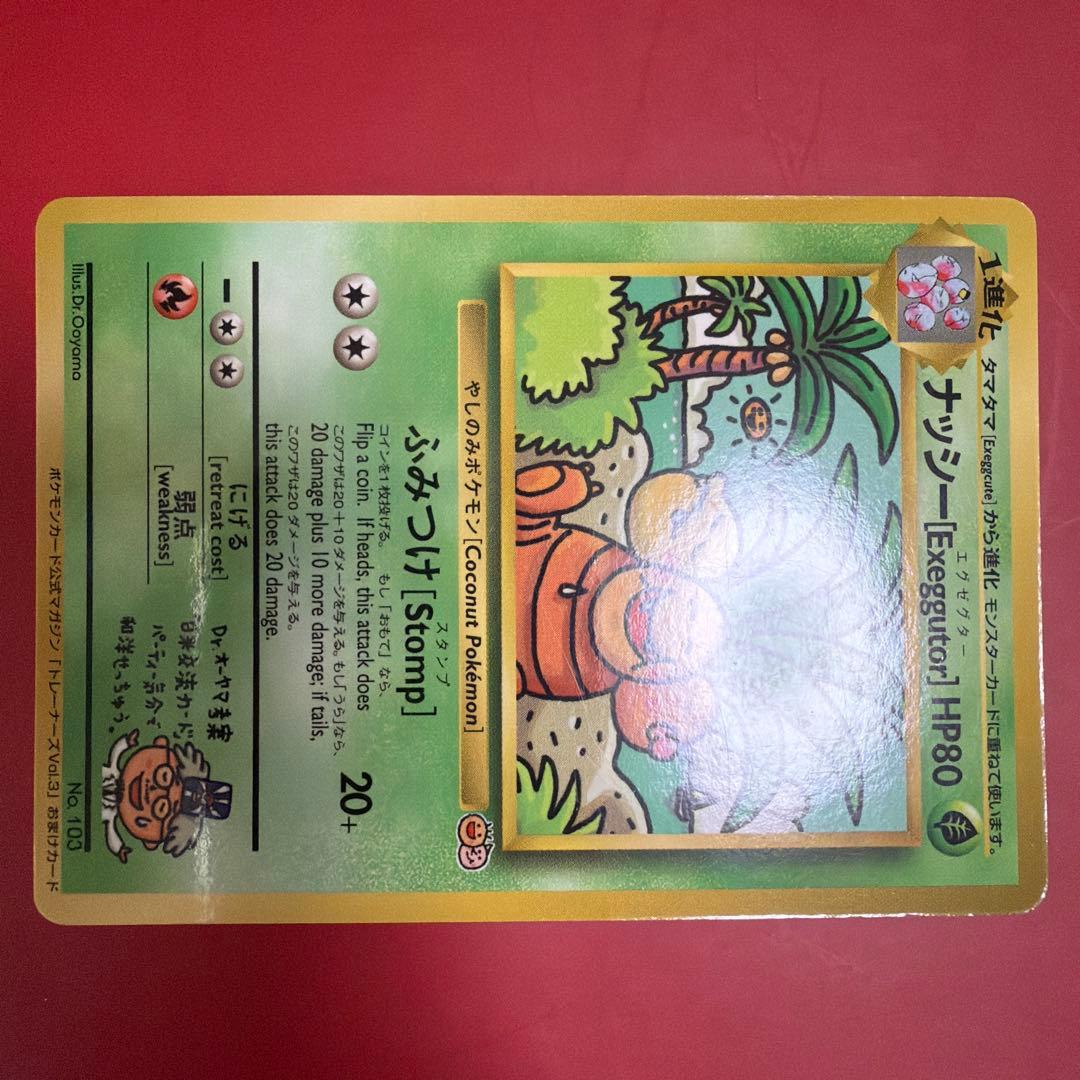 1進化 タマタマ[Exeggcute]から進化 モンスターカードに重ねて使います。
エグゼグター
ナッシー[Exeggutor] HP80
やしのみポケモン[Coconut Pokémon]
スタンプ
ふみつけ[Stomp]
20+
コインを1枚投げる。もし「おもて」なら、
Flip a coin. If heads, this attack does
このワザは20+10ダメージを与える。もし「うら」なら、
20 damage plus 10 more damage; if tails,
このワザは20ダメージを与える。
this attack does 20 damage.
にげる
[retreat cost]
弱点
[weakness]
Dr.オーヤマ考案
日米交流カード
パーティー気分で
和洋せっちゅう。
Illus.Dr.Ooyama
No. 103
ポケモンカード公式マガジン「トレーナーズVol.3」おまけカード